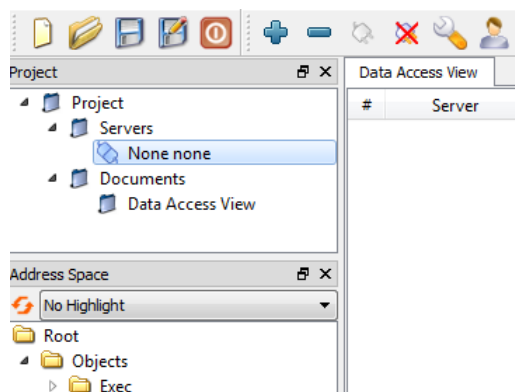 Project
Data Access View
Project
# Server
Servers
None none
Documents
Data Access View
Address Space
No Highlight
Root
Objects
Exec